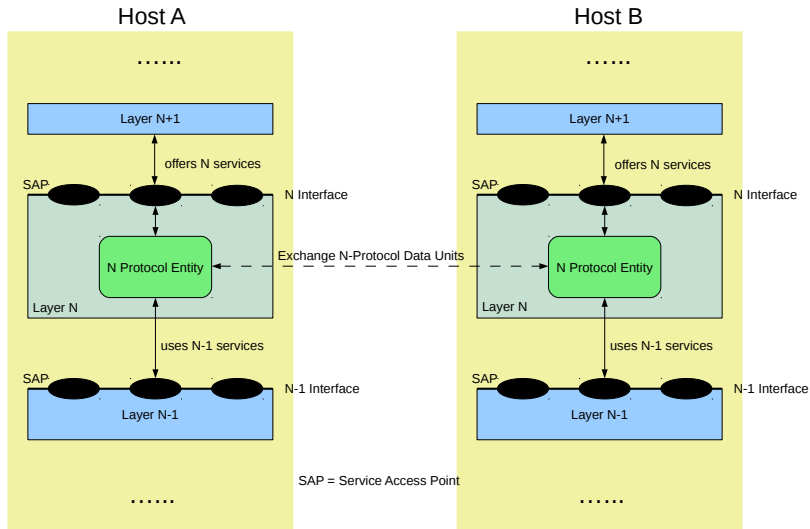 Host A
Host B
......
......
Layer N+1
Layer N+1
offers N services
offers N services
SAP
N Interface
SAP
N Interface
N Protocol Entity
Exchange N-Protocol Data Units
N Protocol Entity
Layer N
Layer N
uses N-1 services
uses N-1 services
SAP
N-1 Interface
SAP
N-1 Interface
Layer N-1
Layer N-1
SAP = Service Access Point
......
......